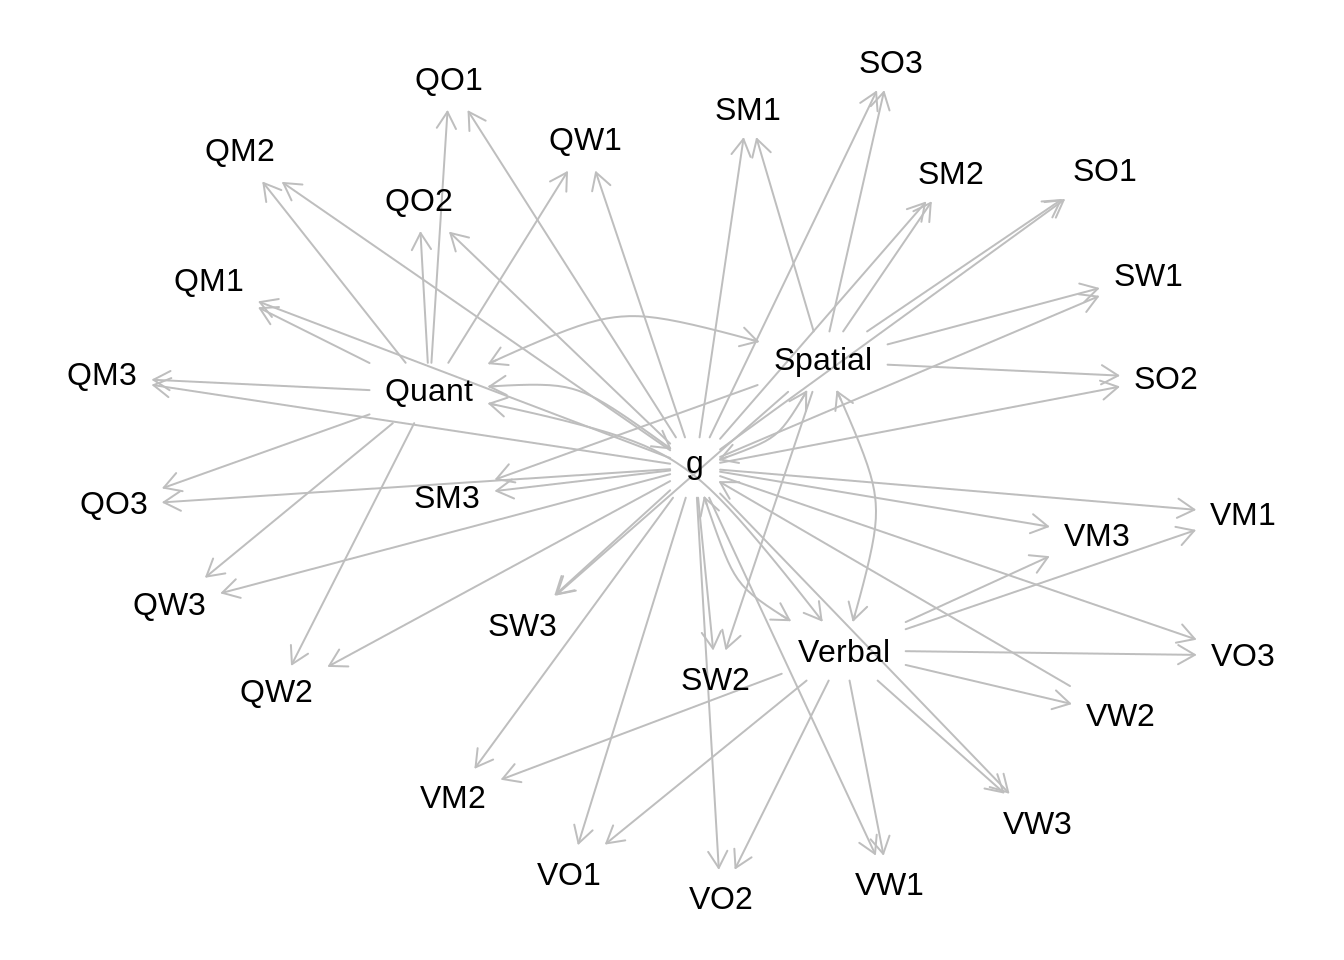 SO3
QO1
SM1
QW1
QM2
SM2
SO1
QO2
SW1
QM1
Spatial
QM3
SO2
Quant
g
SM3
QO3
VM1
VM3
QW3
SW3
Verbal
VO3
SW2
QW2
VW2
VM2
VW3
VO1
VW1
VO2